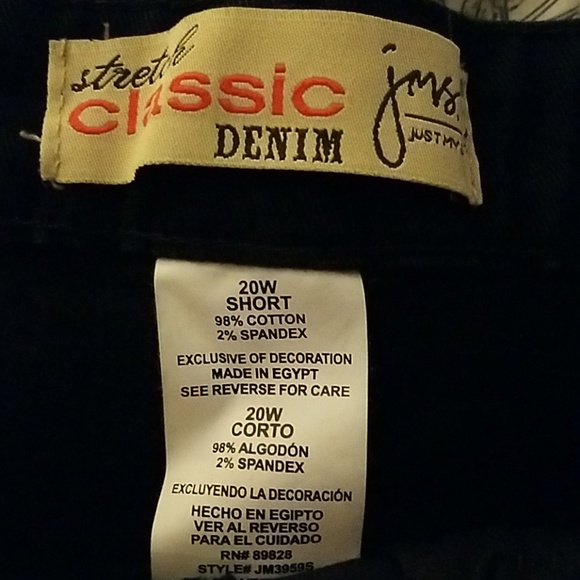 stretch
classic
DENIM
jms.
JUST MY
20W
SHORT
98% COTTON
2% SPANDEX
EXCLUSIVE OF DECORATION
MADE IN EGYPT
SEE REVERSE FOR CARE
20W
CORTO
98% ALGODÓN
2% SPANDEX
EXCLUYENDO LA DECORACIÓN
HECHO EN EGIPTO
VER AL REVERSO
PARA EL CUIDADO
RN# 89828
STYLE# JM3959S